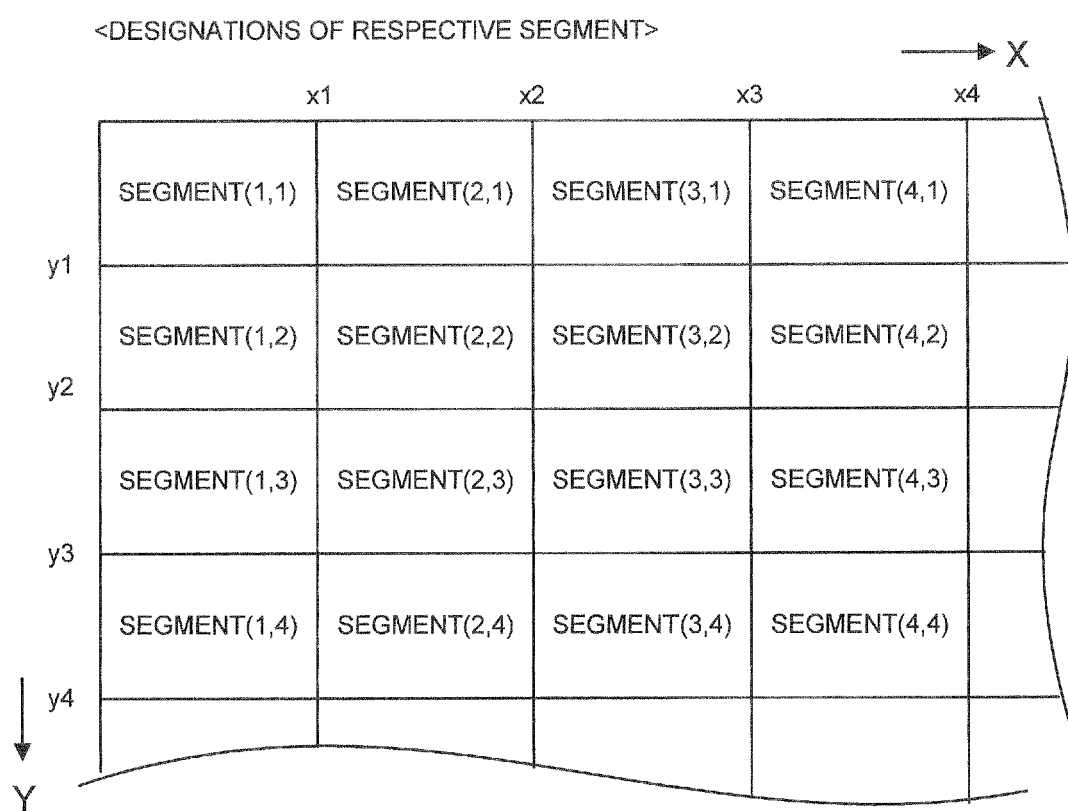 <DESIGNATIONS OF RESPECTIVE SEGMENT>
X
x1 x2 x3 x4
SEGMENT(1,1) SEGMENT(2,1) SEGMENT(3,1) SEGMENT(4,1)
y1
SEGMENT(1,2) SEGMENT(2,2) SEGMENT(3,2) SEGMENT(4,2)
y2
SEGMENT(1,3) SEGMENT(2,3) SEGMENT(3,3) SEGMENT(4,3)
y3
SEGMENT(1,4) SEGMENT(2,4) SEGMENT(3,4) SEGMENT(4,4)
y4
Y